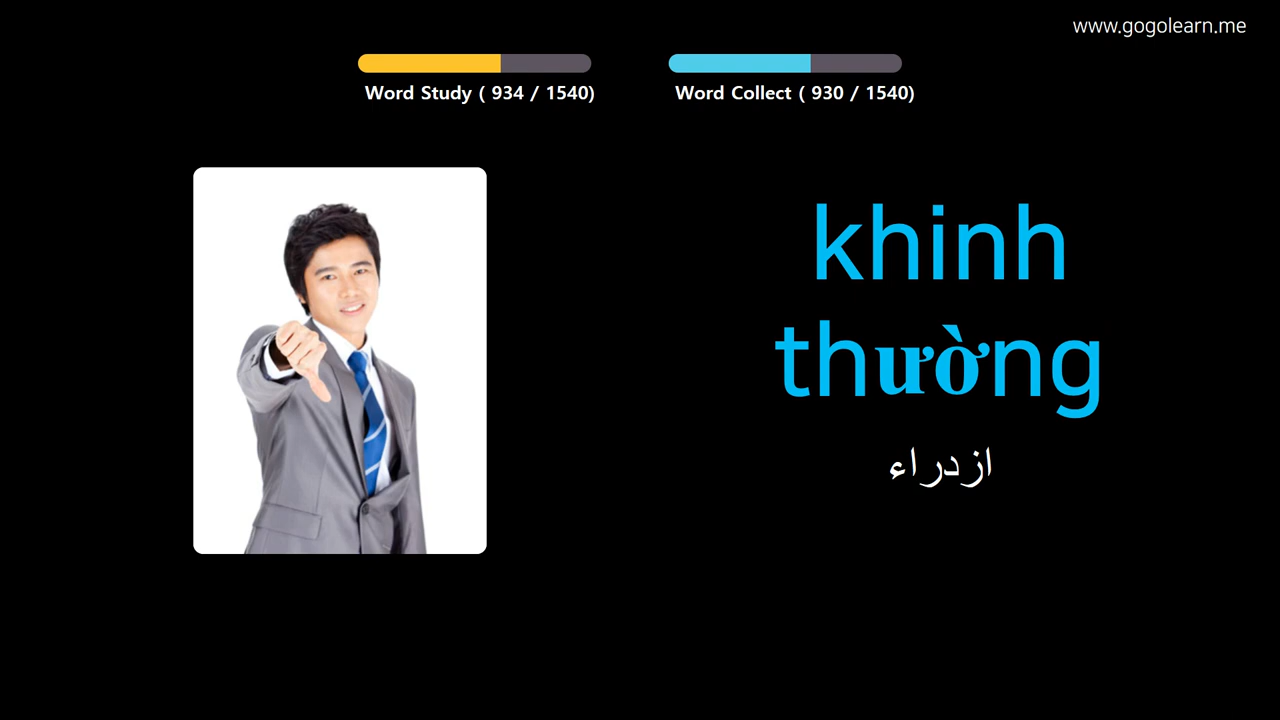 www.gogolearn.me
Word Study ( 934 / 1540)
Word Collect ( 930 / 1540)
khinh
thường
ازدراء